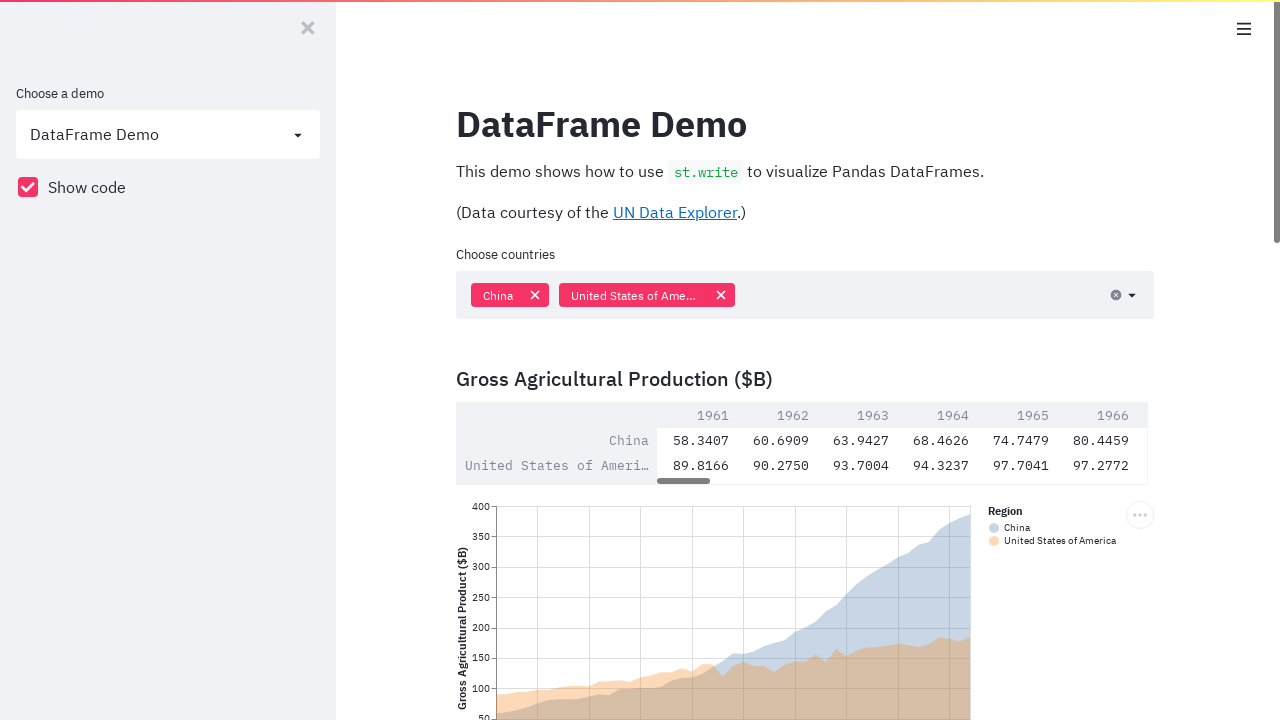 Choose a demo
DataFrame Demo
Show code
DataFrame Demo
This demo shows how to use st.write to visualize Pandas DataFrames.
(Data courtesy of the UN Data Explorer.)
Choose countries
China
United States of Ame...
Gross Agricultural Production ($B)
1961 1962 1963 1964 1965 1966
China 58.3407 60.6909 63.9427 68.4626 74.7479 80.4459
United States of Ameri… 89.8166 90.2750 93.7004 94.3237 97.7041 97.2772
Gross Agricultural Product ($B)
400
350
300
250
200
150
100
50
Region
China
United States of America